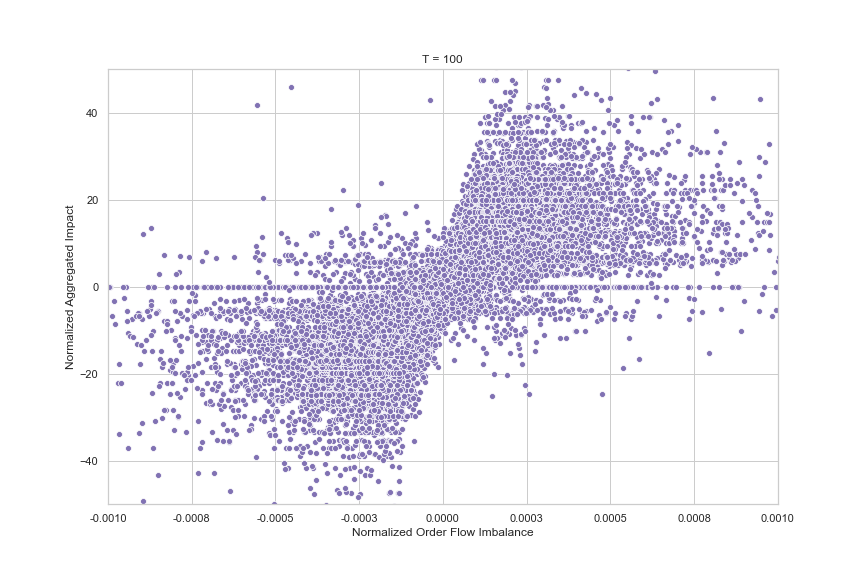 T = 100
40
20
0
−20
−40
Normalized Aggregated Impact
-0.0010 -0.0008 -0.0005 -0.0003 0.0000 0.0003 0.0005 0.0008 0.0010
Normalized Order Flow Imbalance